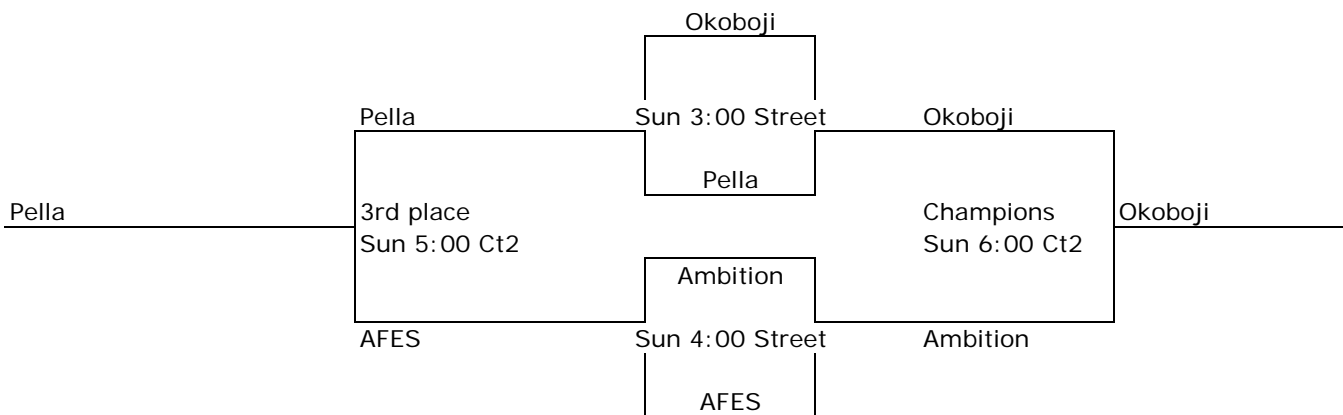 Okoboji
Pella Sun 3:00 Street Okoboji
Pella
Pella 3rd place Champions Okoboji
Sun 5:00 Ct2 Sun 6:00 Ct2
Ambition
AFES Sun 4:00 Street Ambition
AFES